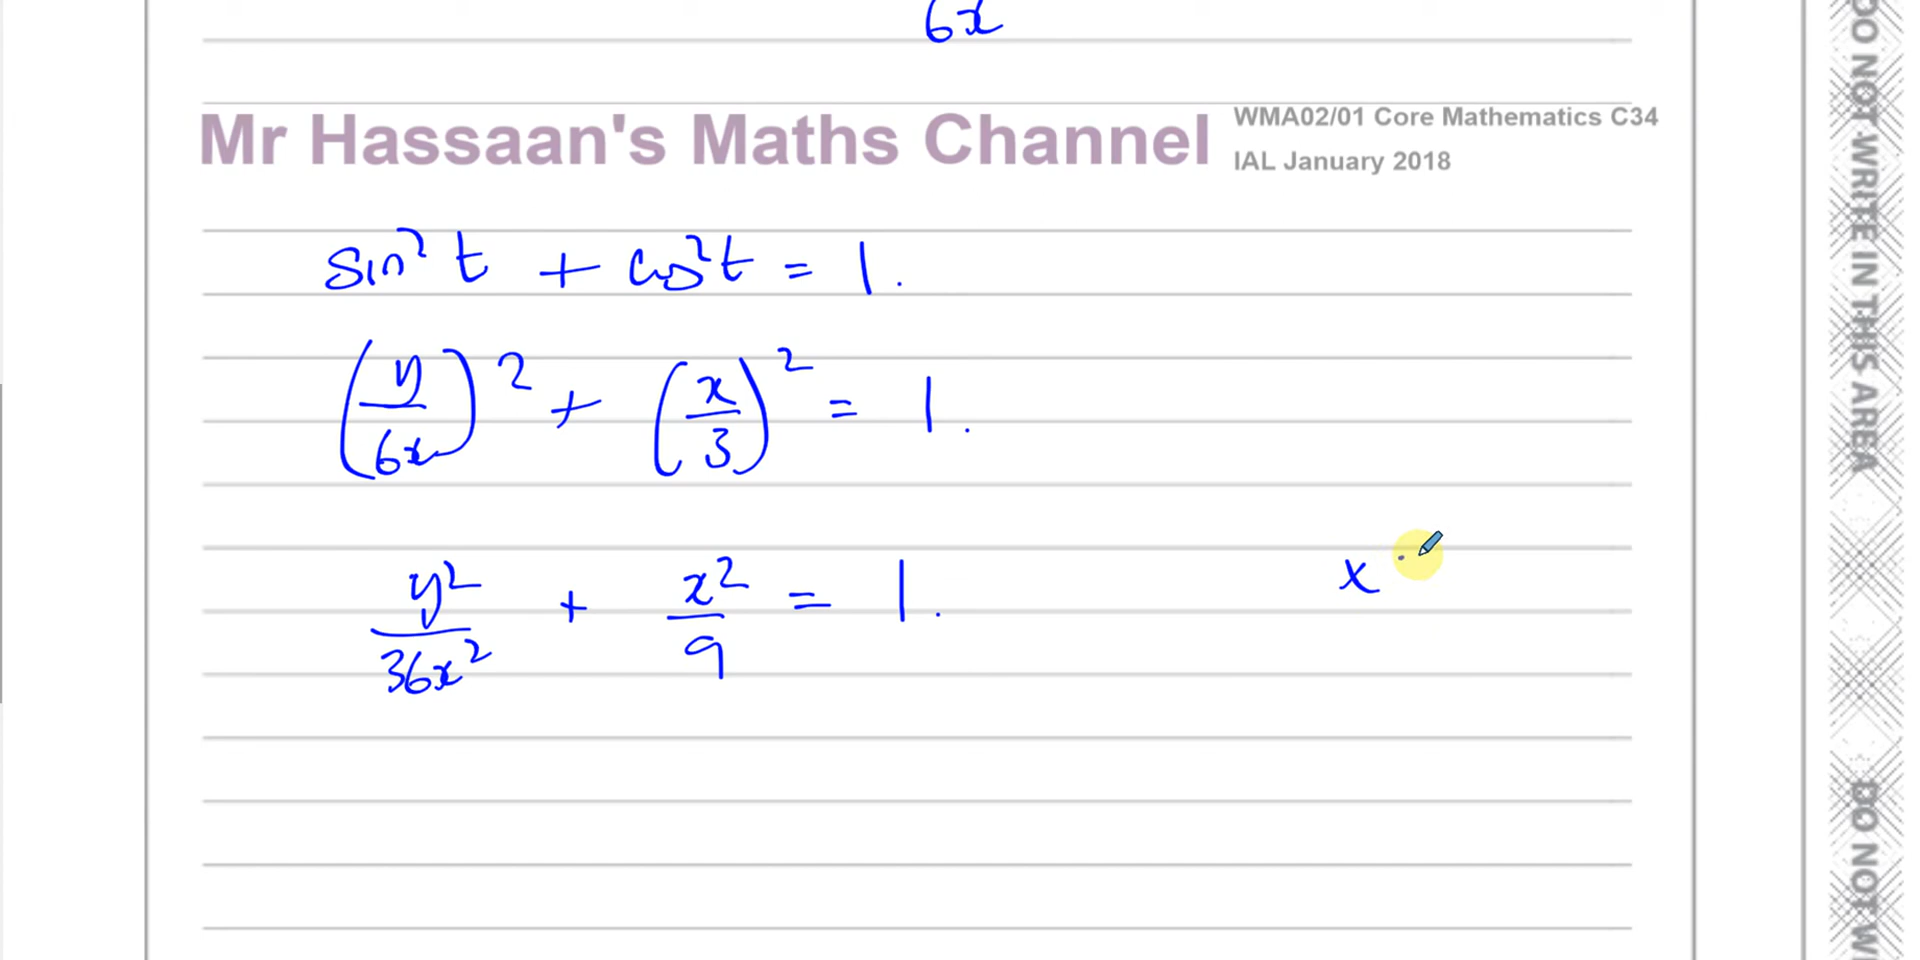 6x
Mr Hassaan's Maths Channel
WMA02/01 Core Mathematics C34
IAL January 2018
sin² t + cos² t = 1.
(y/6x)² + (x/3)² = 1.
y²/36x² + x²/9 = 1.
x
DO NOT WRITE IN THIS AREA
DO NOT W